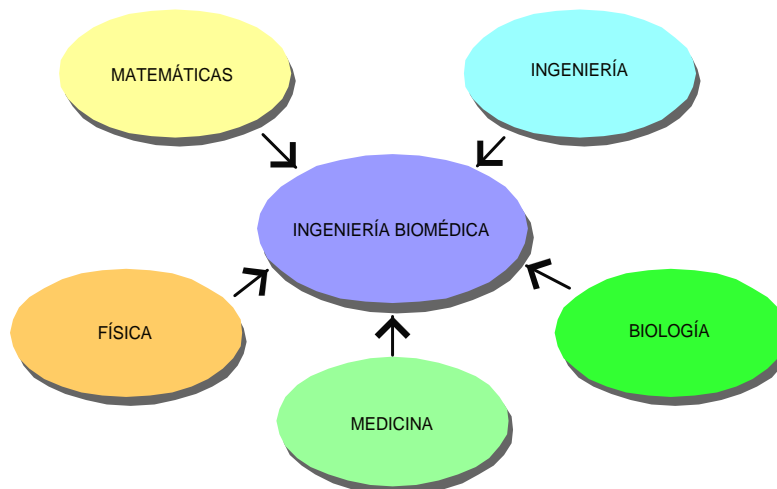 MATEMÁTICAS
INGENIERÍA
INGENIERÍA BIOMÉDICA
FÍSICA
BIOLOGÍA
MEDICINA